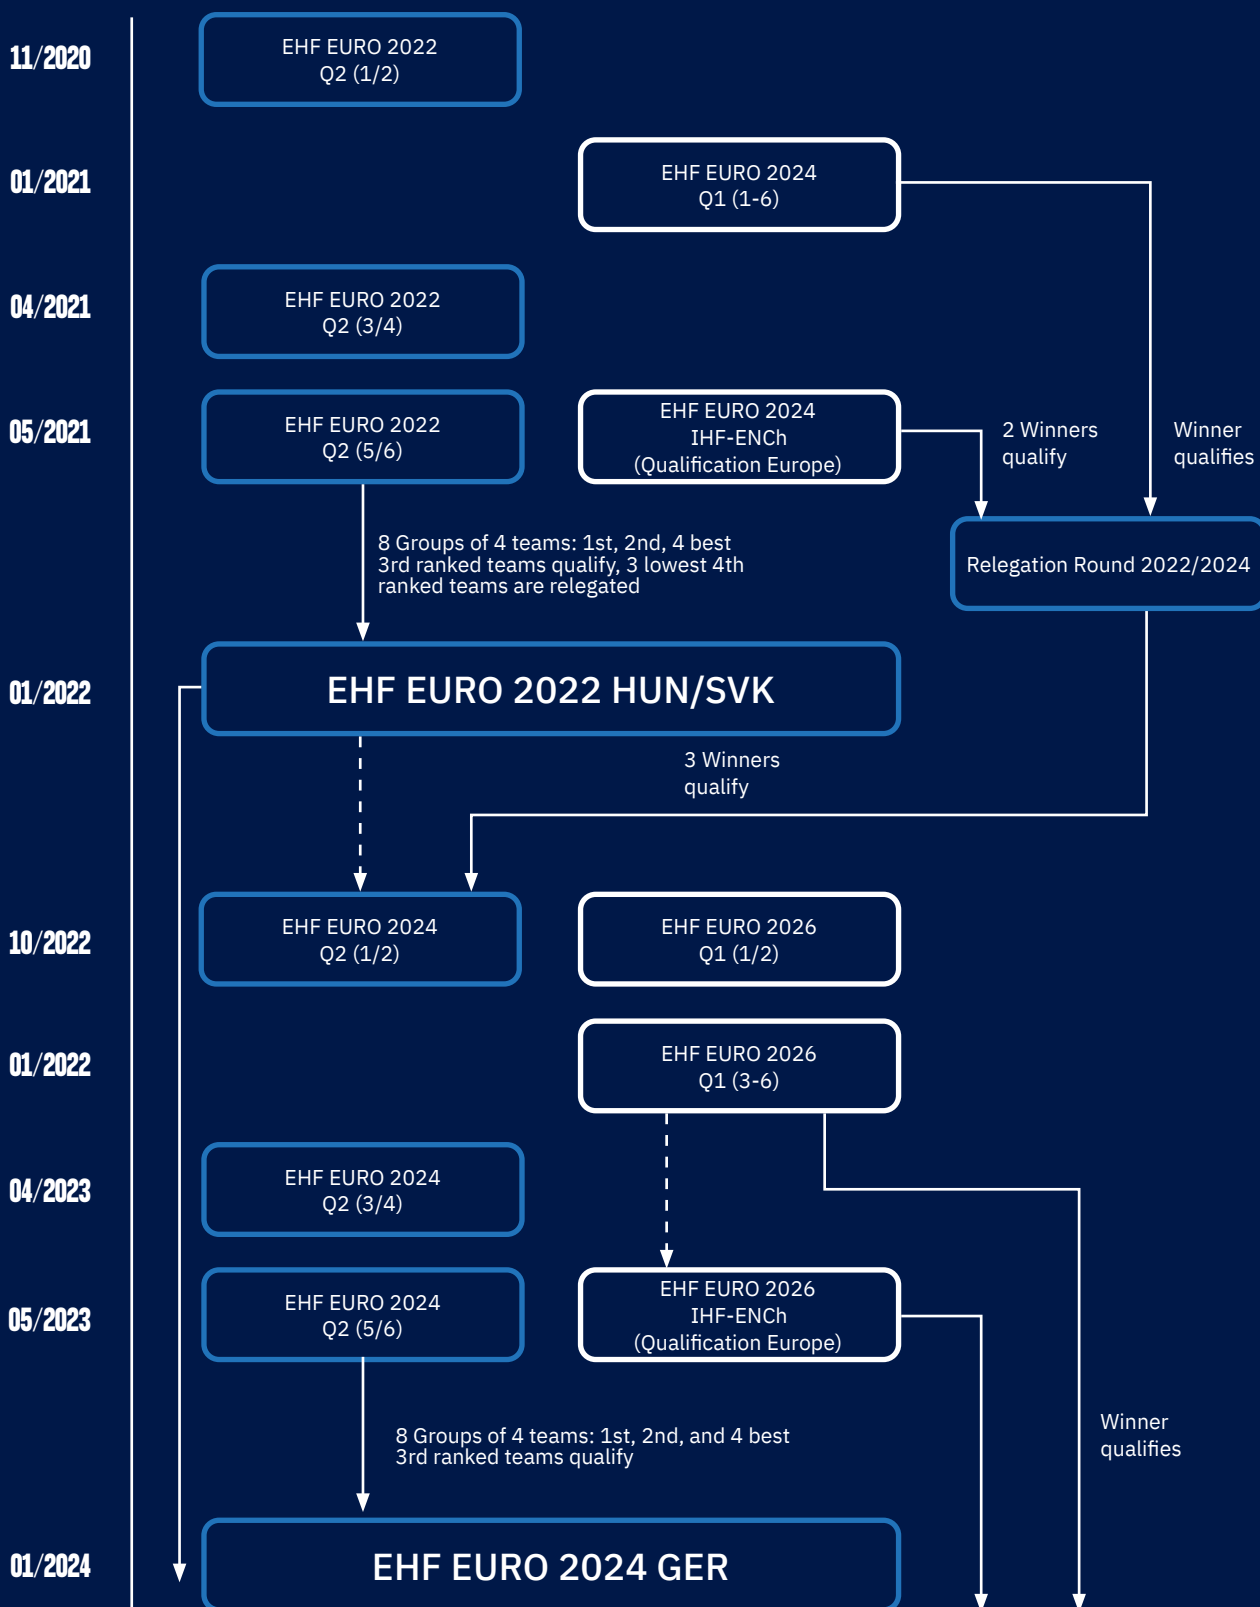 11/2020
EHF EURO 2022
Q2 (1/2)
01/2021
EHF EURO 2024
Q1 (1-6)
04/2021
EHF EURO 2022
Q2 (3/4)
05/2021
EHF EURO 2022
Q2 (5/6)
EHF EURO 2024
IHF-ENCh
(Qualification Europe)
2 Winners
qualify
Winner
qualifies
8 Groups of 4 teams: 1st, 2nd, 4 best
3rd ranked teams qualify, 3 lowest 4th
ranked teams are relegated
Relegation Round 2022/2024
01/2022
EHF EURO 2022 HUN/SVK
3 Winners
qualify
10/2022
EHF EURO 2024
Q2 (1/2)
EHF EURO 2026
Q1 (1/2)
01/2022
EHF EURO 2026
Q1 (3-6)
04/2023
EHF EURO 2024
Q2 (3/4)
05/2023
EHF EURO 2024
Q2 (5/6)
EHF EURO 2026
IHF-ENCh
(Qualification Europe)
8 Groups of 4 teams: 1st, 2nd, and 4 best
3rd ranked teams qualify
Winner
qualifies
01/2024
EHF EURO 2024 GER